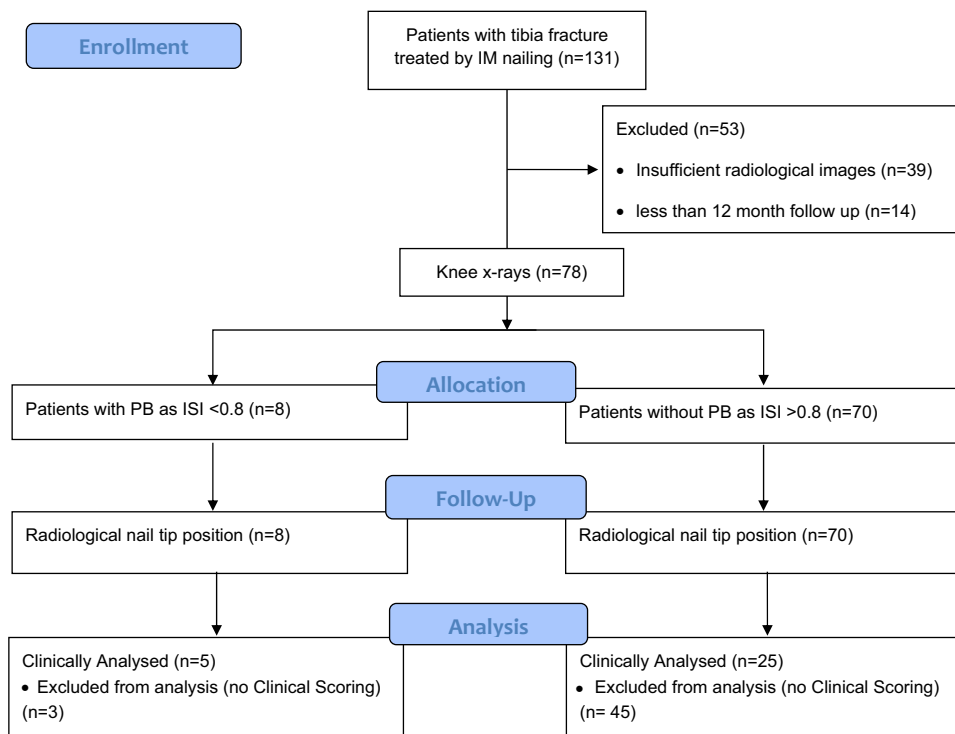 Enrollment
Patients with tibia fracture
treated by IM nailing (n=131)
Excluded (n=53)
• Insufficient radiological images (n=39)
• less than 12 month follow up (n=14)
Knee x-rays (n=78)
Allocation
Patients with PB as ISI <0.8 (n=8)
Patients without PB as ISI >0.8 (n=70)
Follow-Up
Radiological nail tip position (n=8)
Radiological nail tip position (n=70)
Analysis
Clinically Analysed (n=5)
• Excluded from analysis (no Clinical Scoring)
(n=3)
Clinically Analysed (n=25)
• Excluded from analysis (no Clinical Scoring)
(n= 45)